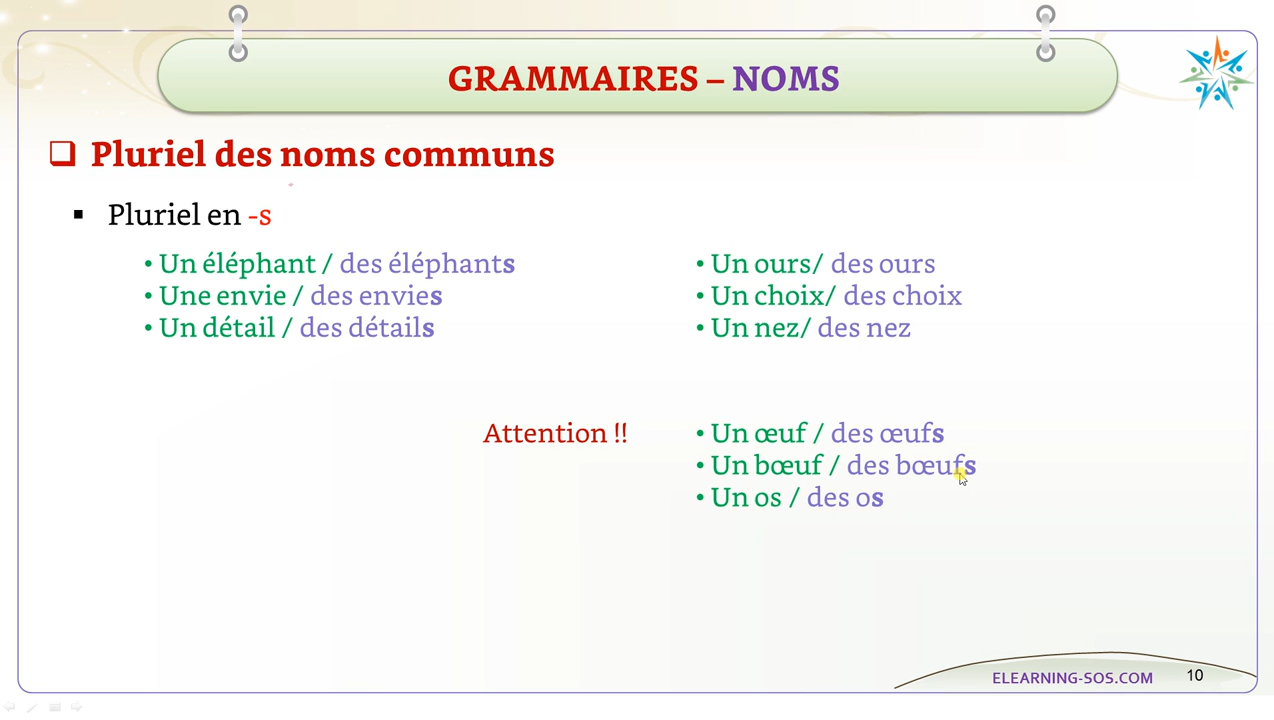 GRAMMAIRES – NOMS
Pluriel des noms communs
Pluriel en -s
• Un éléphant / des éléphants
• Une envie / des envies
• Un détail / des détails
• Un ours/ des ours
• Un choix/ des choix
• Un nez/ des nez
Attention !!
• Un œuf / des œufs
• Un bœuf / des bœufs
• Un os / des os
ELEARNING-SOS.COM
10